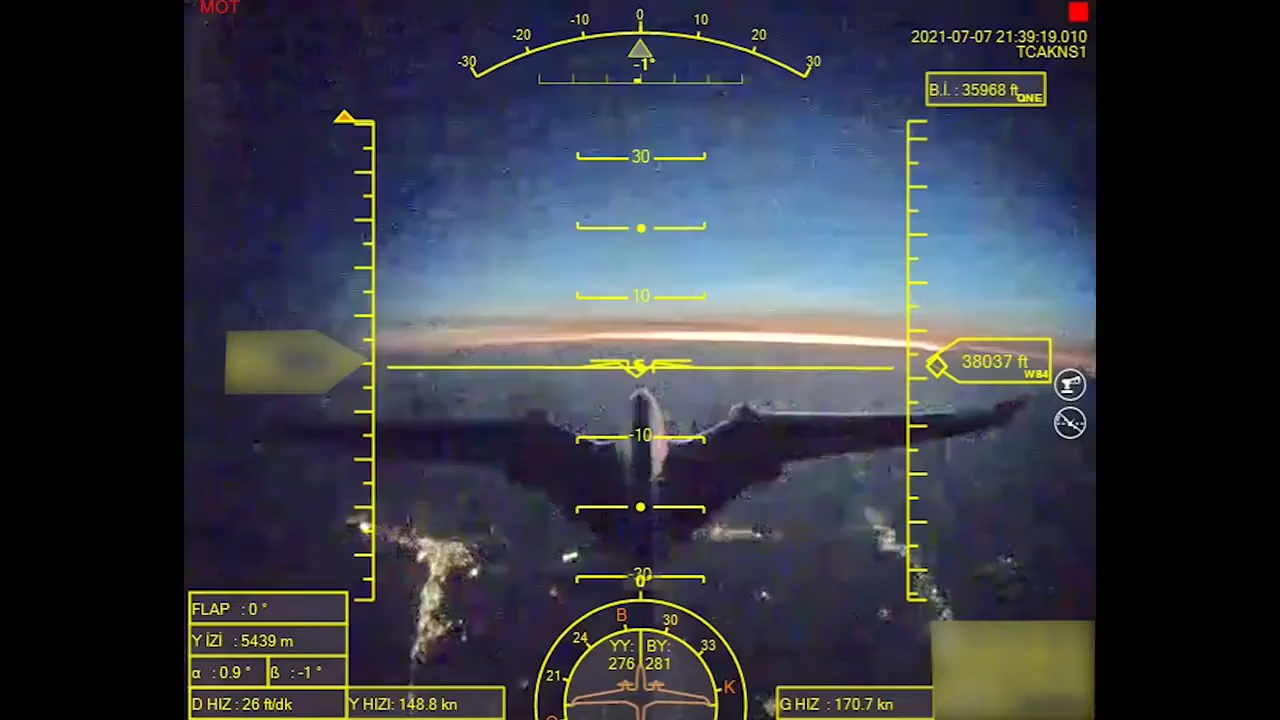 MOT
2021-07-07 21:39:19.010
TCAKNS1
-30 -20 -10 0 10 20 30
-1°
B.İ. : 35968 ft QNE
30
10
38037 ft W84
-10
0
FLAP : 0 °
Y İZİ : 5439 m
α : 0.9 ° ß : -1 °
D HIZ : 26 ft/dk
Y HIZI: 148.8 kn
G HIZ : 170.7 kn
B
21 24 30 33
K
YY: 276
BY: 281